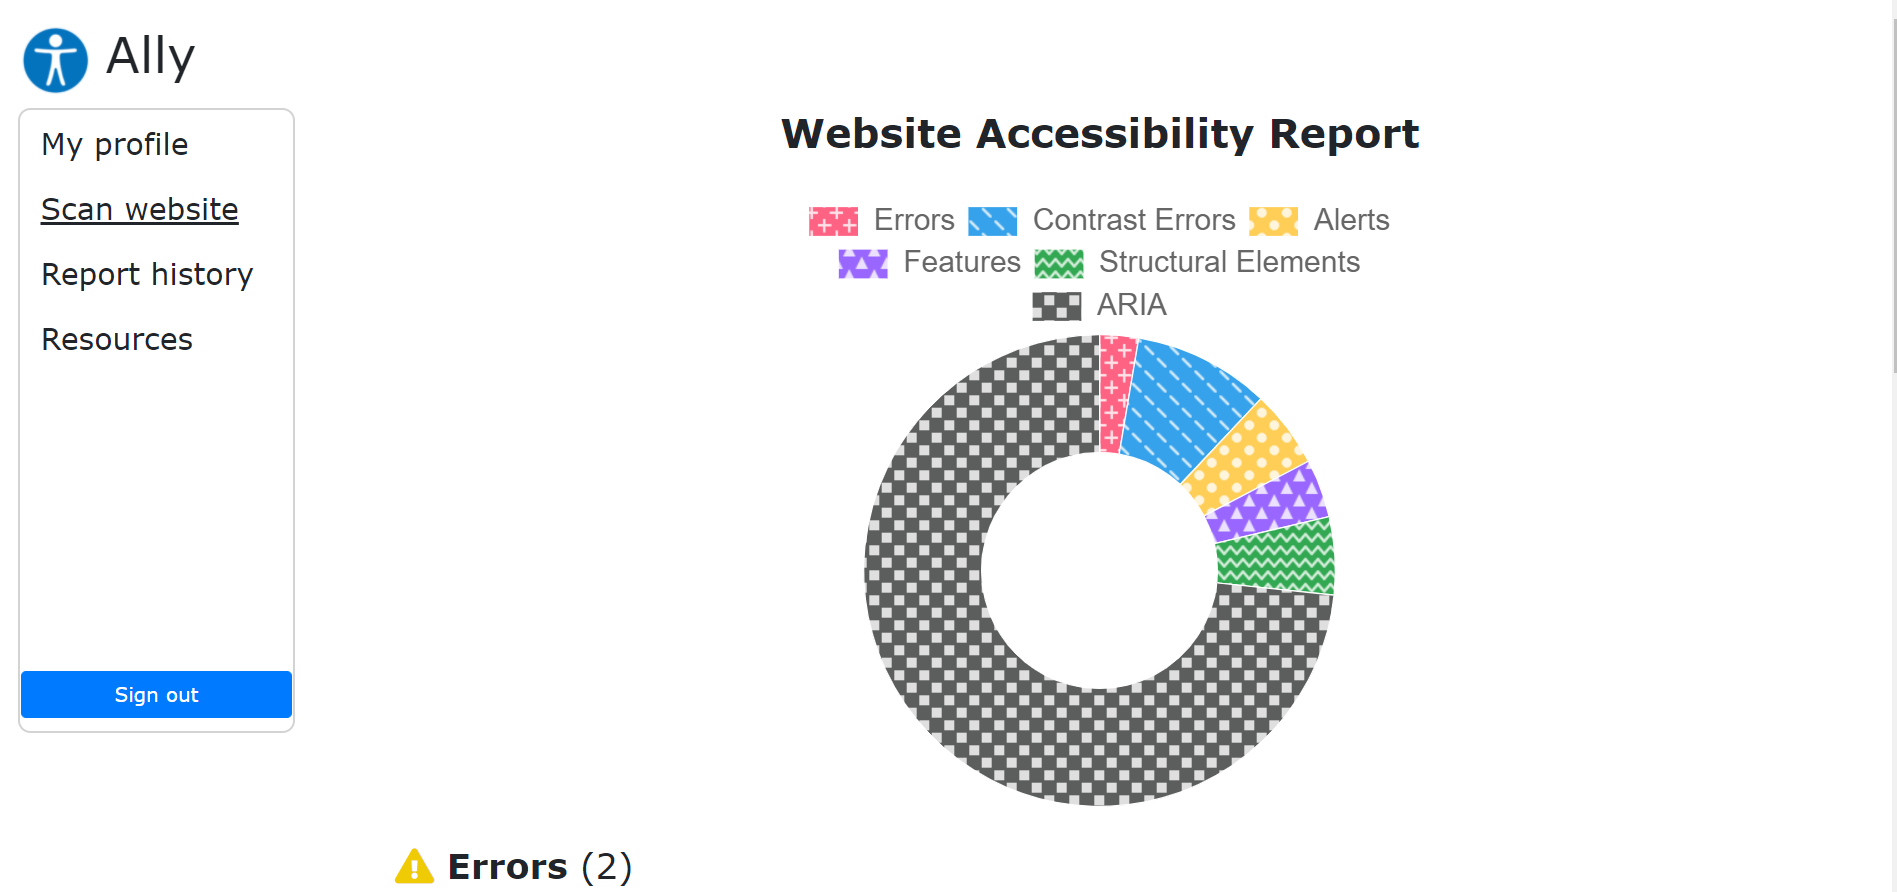 Ally
My profile
Scan website
Report history
Resources
Sign out
Website Accessibility Report
Errors Contrast Errors Alerts
Features Structural Elements
ARIA
Errors (2)